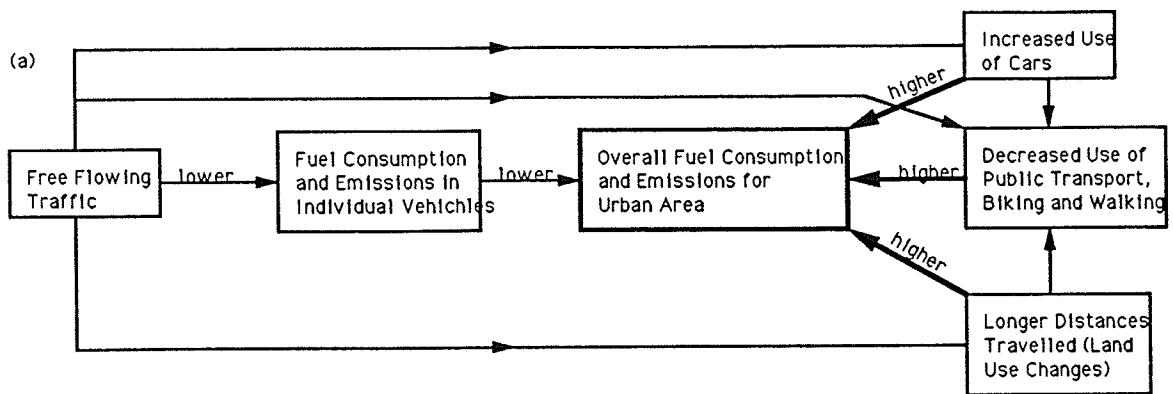 (a)
Free Flowing
Traffic
lower
Fuel Consumption
and Emissions in
Individual Vehichles
lower
Overall Fuel Consumption
and Emissions for
Urban Area
higher
higher
higher
Increased Use
of Cars
Decreased Use of
Public Transport,
Biking and Walking
Longer Distances
Travelled (Land
Use Changes)